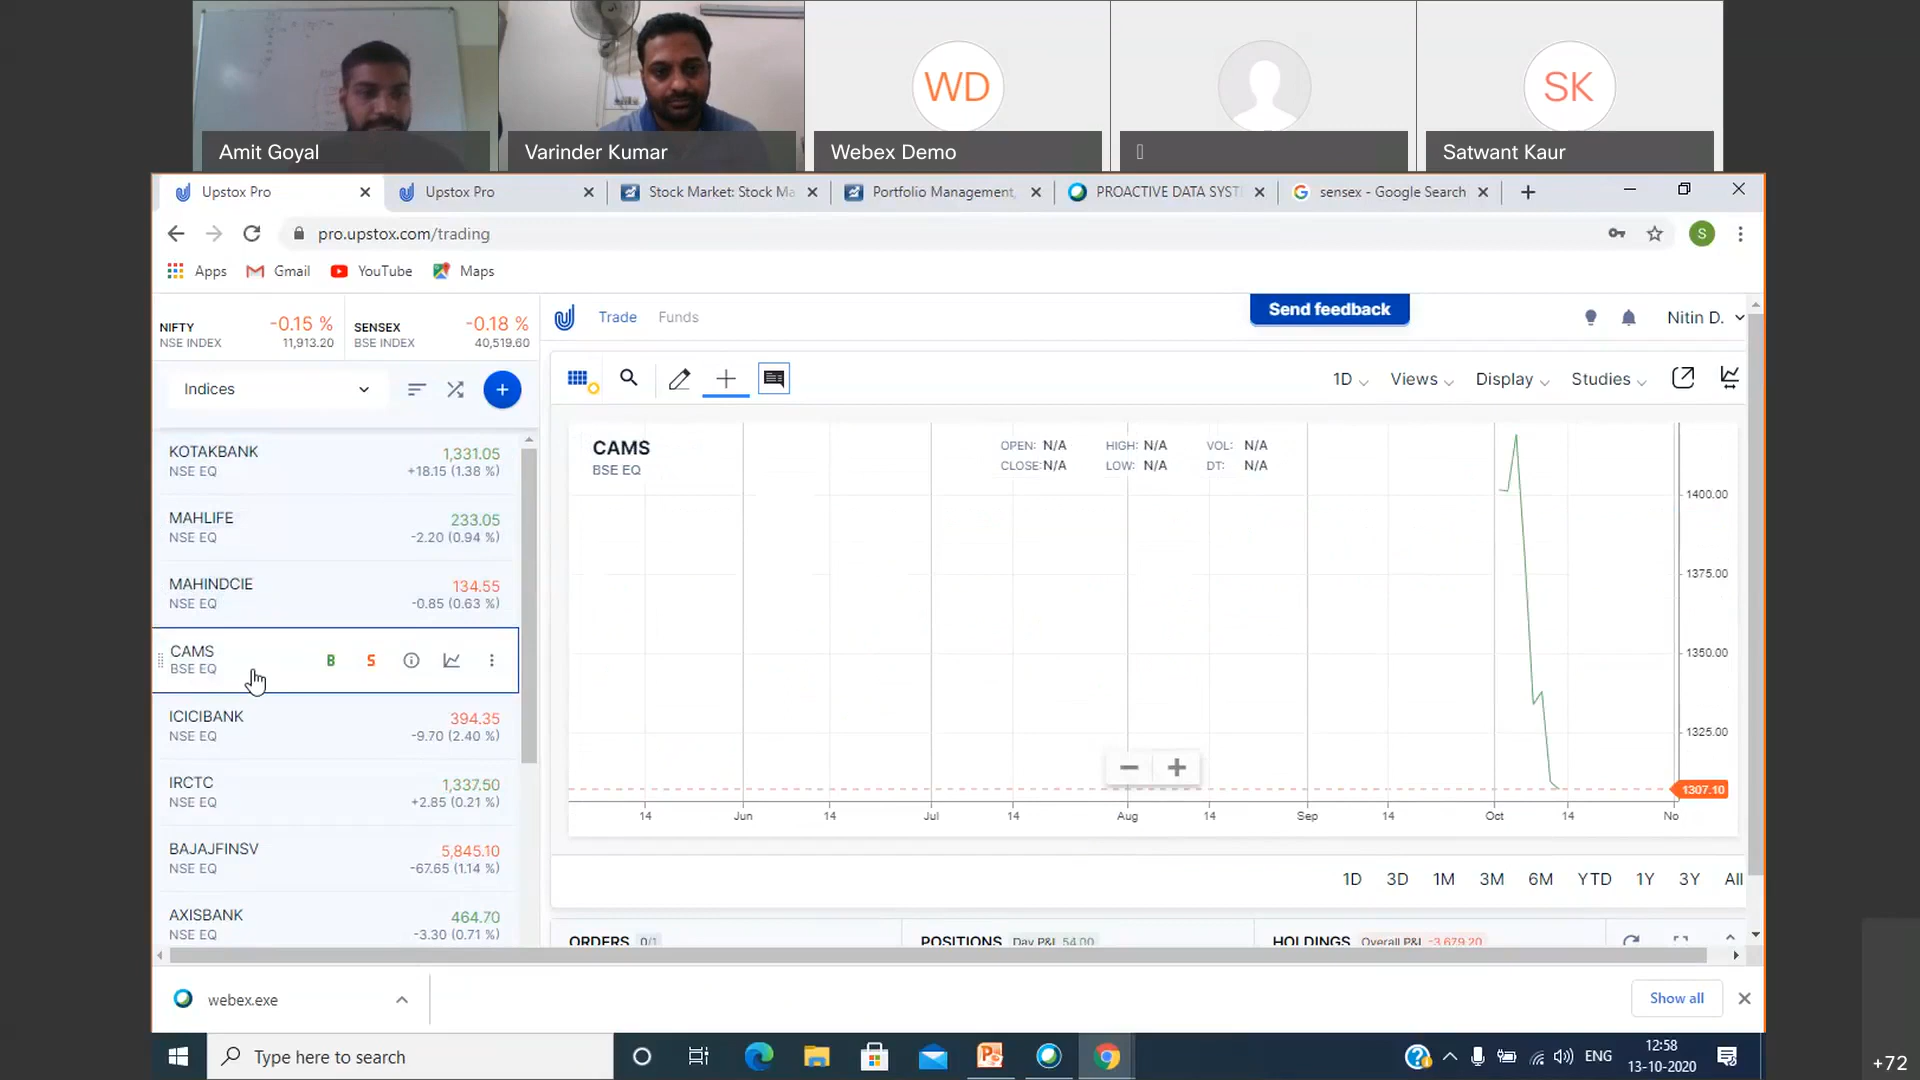 WD
SK
Amit Goyal
Varinder Kumar
Webex Demo
Satwant Kaur
Upstox Pro
Upstox Pro
Stock Market: Stock Ma
Portfolio Management,
PROACTIVE DATA SYST
sensex - Google Search
pro.upstox.com/trading
S
Apps
Gmail
YouTube
Maps
NIFTY
-0.15 %
NSE INDEX
11,913.20
SENSEX
-0.18 %
BSE INDEX
40,519.60
Trade
Funds
Send feedback
Nitin D.
Indices
1D
Views
Display
Studies
KOTAKBANK
1,331.05
NSE EQ
+18.15 (1.38 %)
MAHLIFE
233.05
NSE EQ
-2.20 (0.94 %)
MAHINDCIE
134.55
NSE EQ
-0.85 (0.63 %)
CAMS
BSE EQ
B
S
ICICIBANK
394.35
NSE EQ
-9.70 (2.40 %)
IRCTC
1,337.50
NSE EQ
+2.85 (0.21 %)
BAJAJFINSV
5,845.10
NSE EQ
-67.65 (1.14 %)
AXISBANK
464.70
NSE EQ
-3.30 (0.71 %)
CAMS
BSE EQ
OPEN: N/A
HIGH: N/A
VOL: N/A
CLOSE:N/A
LOW: N/A
DT: N/A
1400.00
1375.00
1350.00
1325.00
1307.10
14
Jun
14
Jul
14
Aug
14
Sep
14
Oct
14
No
1D
3D
1M
3M
6M
YTD
1Y
3Y
All
ORDERS 0/1
POSITIONS Day P&L 54.00
HOLDINGS Overall P&L -3,679.20
webex.exe
Show all
Type here to search
ENG
12:58
13-10-2020
+72